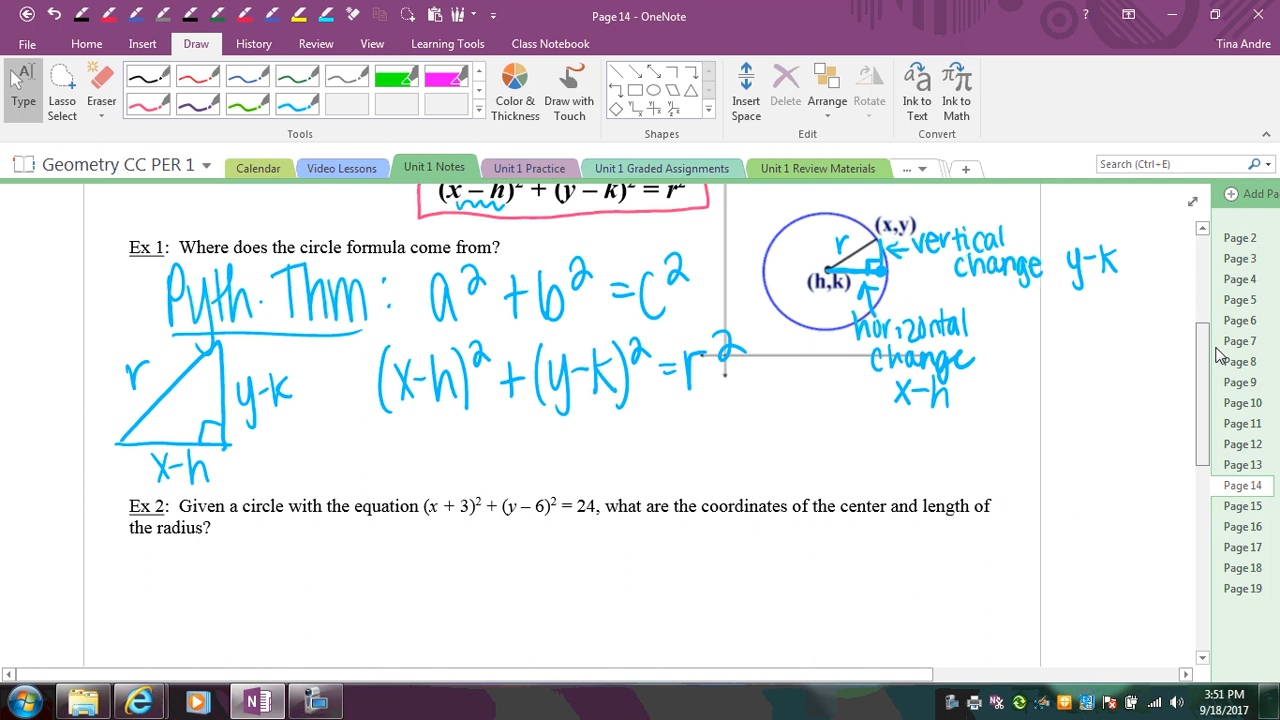 Page 14 - OneNote
Tina Andre
File Home Insert Draw History Review View Learning Tools Class Notebook
Type
Lasso Select
Eraser
Color & Thickness
Draw with Touch
Insert Space
Delete
Arrange
Rotate
Ink to Text
Ink to Math
Tools
Shapes
Edit
Convert
Geometry CC PER 1
Calendar
Video Lessons
Unit 1 Notes
Unit 1 Practice
Unit 1 Graded Assignments
Unit 1 Review Materials
...
Search (Ctrl+E)
Add Pa
(x – h)² + (y – k)² = r²
Ex 1: Where does the circle formula come from?
Pyth. Thm: a² + b² = c²
r
y-k
x-h
(x-h)² + (y-k)² = r²
r
(x,y)
(h,k)
vertical
change y-k
horizontal
change
x-h
Ex 2: Given a circle with the equation (x + 3)² + (y – 6)² = 24, what are the coordinates of the center and length of
the radius?
Page 2
Page 3
Page 4
Page 5
Page 6
Page 7
Page 8
Page 9
Page 10
Page 11
Page 12
Page 13
Page 14
Page 15
Page 16
Page 17
Page 18
Page 19
3:51 PM
9/18/2017